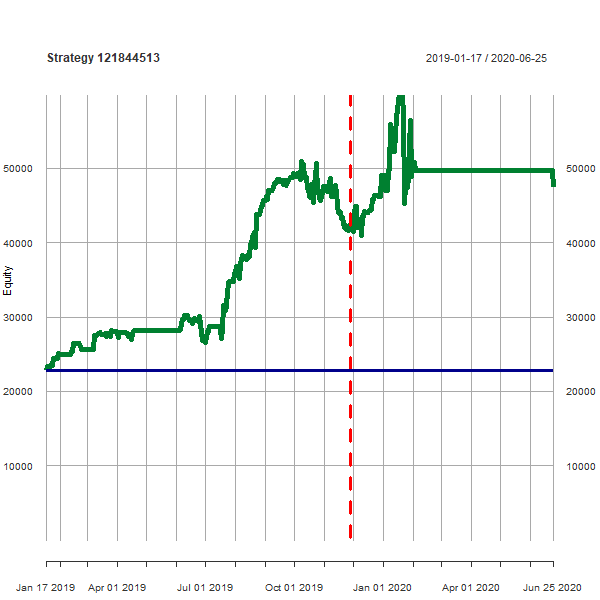 Strategy 121844513
2019-01-17 / 2020-06-25
Equity
50000
50000
40000
40000
30000
30000
20000
20000
10000
10000
Jan 17 2019
Apr 01 2019
Jul 01 2019
Oct 01 2019
Jan 01 2020
Apr 01 2020
Jun 25 2020